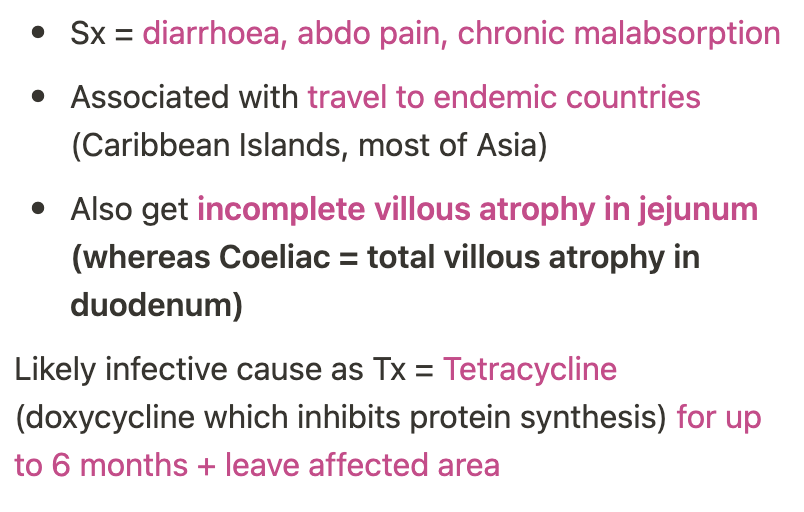 • Sx = diarrhoea, abdo pain, chronic malabsorption
• Associated with travel to endemic countries
(Caribbean Islands, most of Asia)
• Also get incomplete villous atrophy in jejunum
(whereas Coeliac = total villous atrophy in
duodenum)
Likely infective cause as Tx = Tetracycline
(doxycycline which inhibits protein synthesis) for up
to 6 months + leave affected area